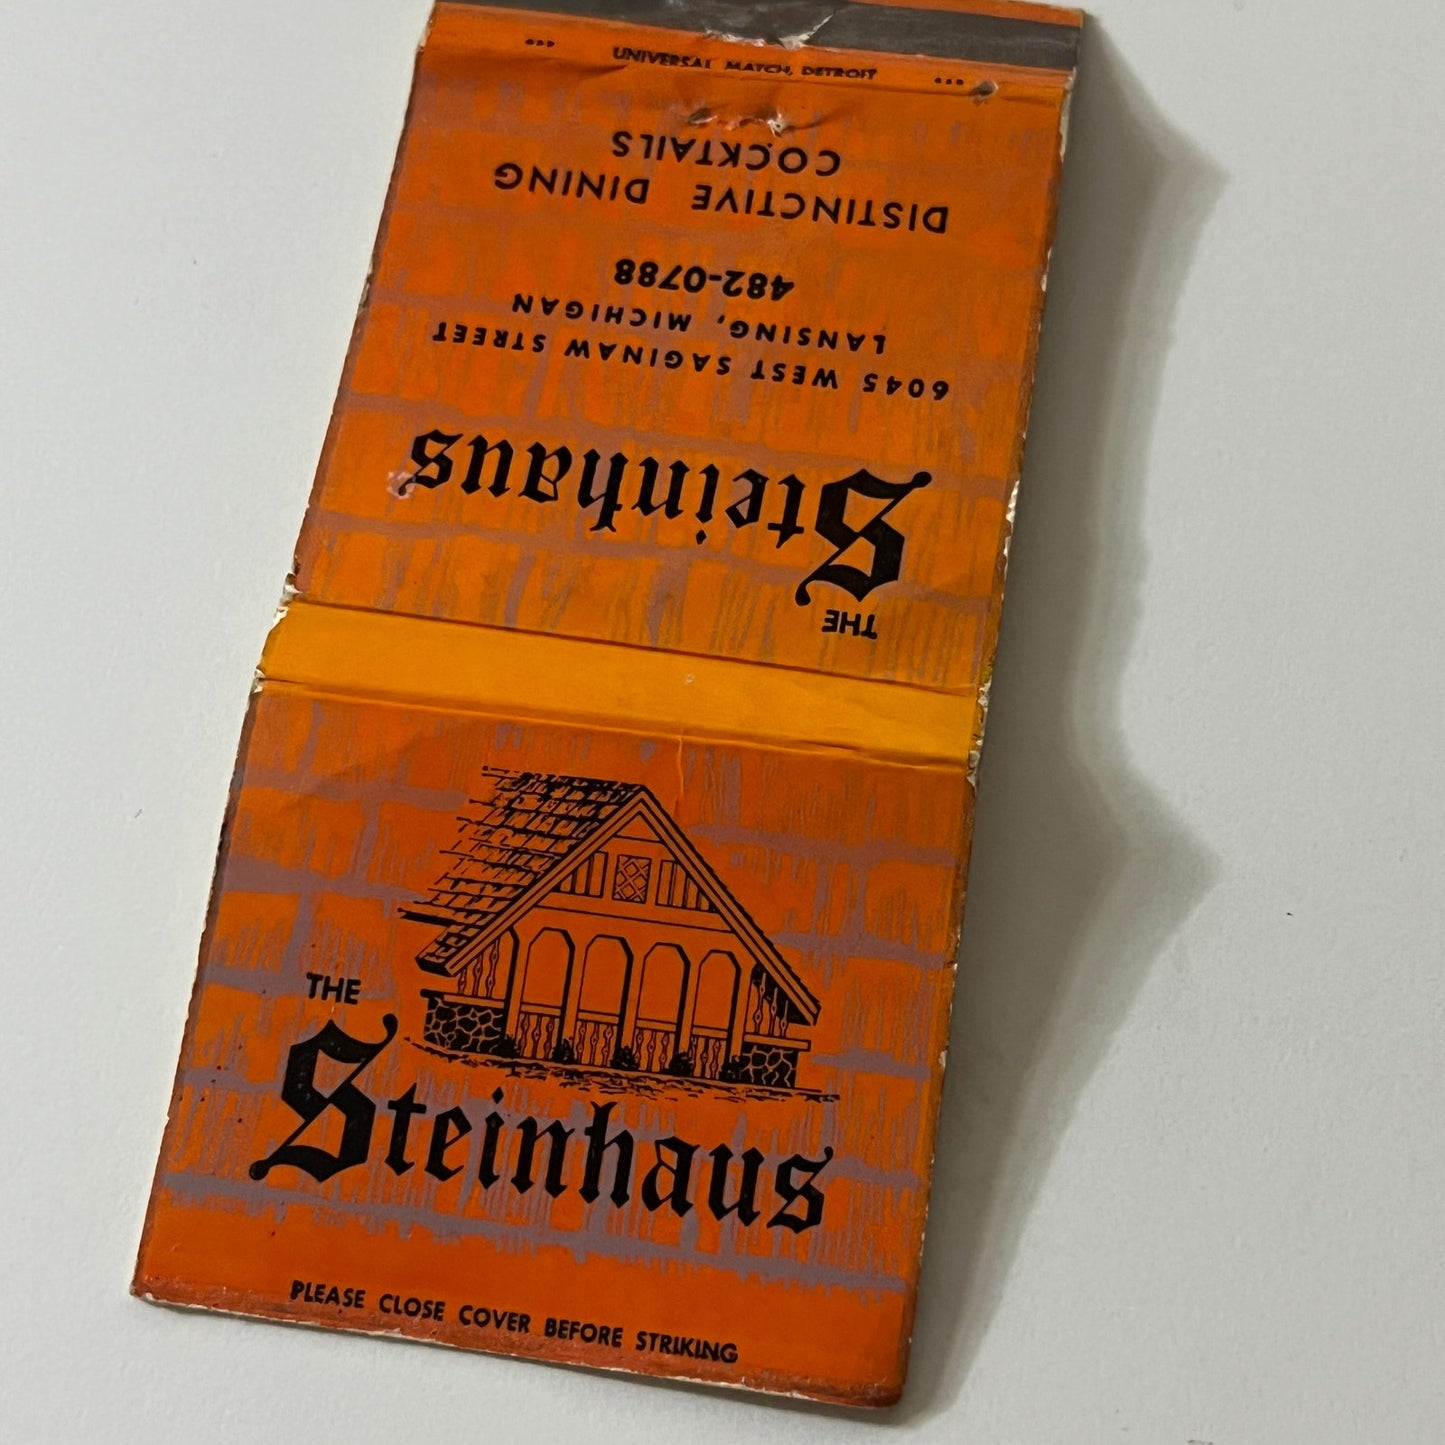 UNIVERSAL MATCH, DETROIT
THE
Steinhaus
6045 WEST SAGINAW STREET
LANSING, MICHIGAN
482-0788
DISTINCTIVE DINING
COCKTAILS
THE
Steinhaus
PLEASE CLOSE COVER BEFORE STRIKING